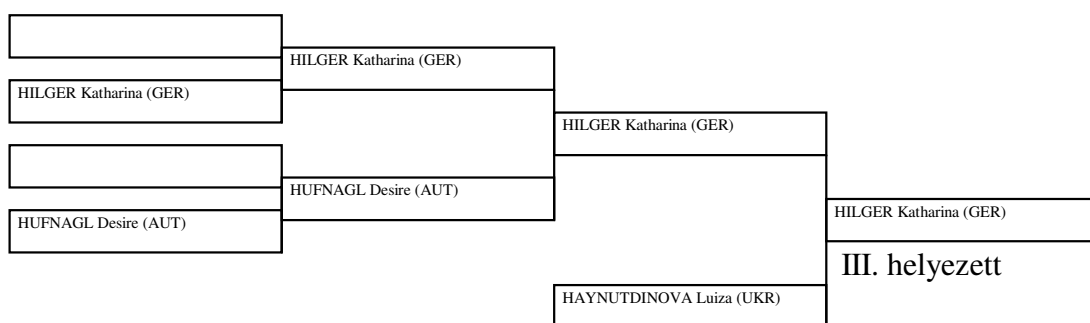 HILGER Katharina (GER)
HILGER Katharina (GER)
HILGER Katharina (GER)
HUFNAGL Desire (AUT)
HUFNAGL Desire (AUT)
HILGER Katharina (GER)
III. helyezett
HAYNUTDINOVA Luiza (UKR)